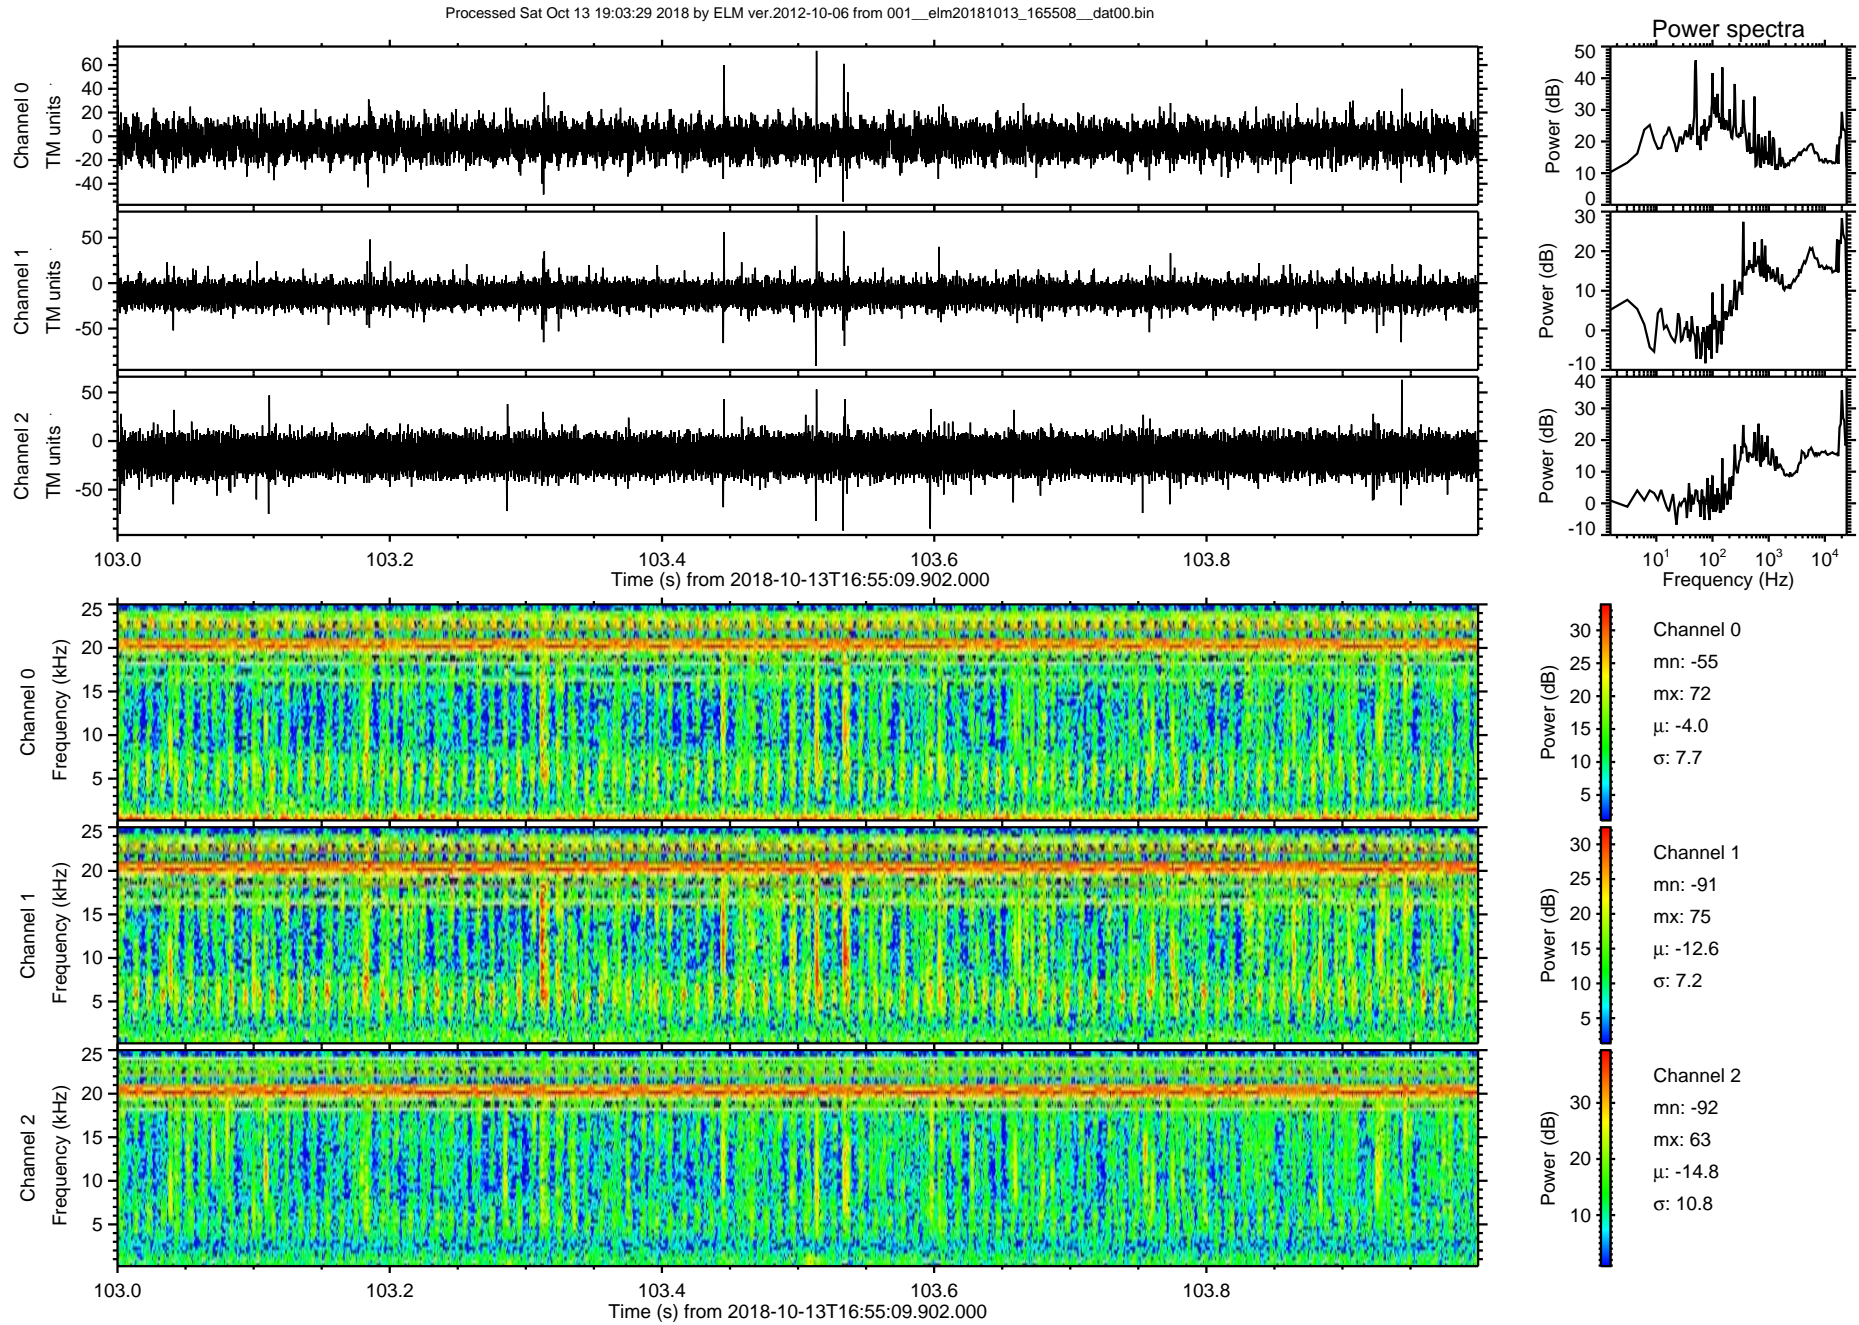 Processed Sat Oct 13 19:03:29 2018 by ELM ver.2012-10-06 from 001__elm20181013_165508__dat00.bin
Power spectra
Channel 0
TM units
60
40
20
0
-20
-40
Power (dB)
50
40
30
20
10
0
Channel 1
TM units
50
0
-50
Power (dB)
30
20
10
0
-10
Channel 2
TM units
50
0
-50
Power (dB)
40
30
20
10
0
-10
103.0 103.2 103.4 103.6 103.8
Time (s) from 2018-10-13T16:55:09.902.000
10^1 10^2 10^3 10^4
Frequency (Hz)
Channel 0
Frequency (kHz)
25
20
15
10
5
Power (dB)
30
25
20
15
10
5
Channel 0
mn: -55
mx: 72
μ: -4.0
σ: 7.7
Channel 1
Frequency (kHz)
25
20
15
10
5
Power (dB)
30
25
20
15
10
5
Channel 1
mn: -91
mx: 75
μ: -12.6
σ: 7.2
Channel 2
Frequency (kHz)
25
20
15
10
5
Power (dB)
30
20
10
Channel 2
mn: -92
mx: 63
μ: -14.8
σ: 10.8
103.0 103.2 103.4 103.6 103.8
Time (s) from 2018-10-13T16:55:09.902.000